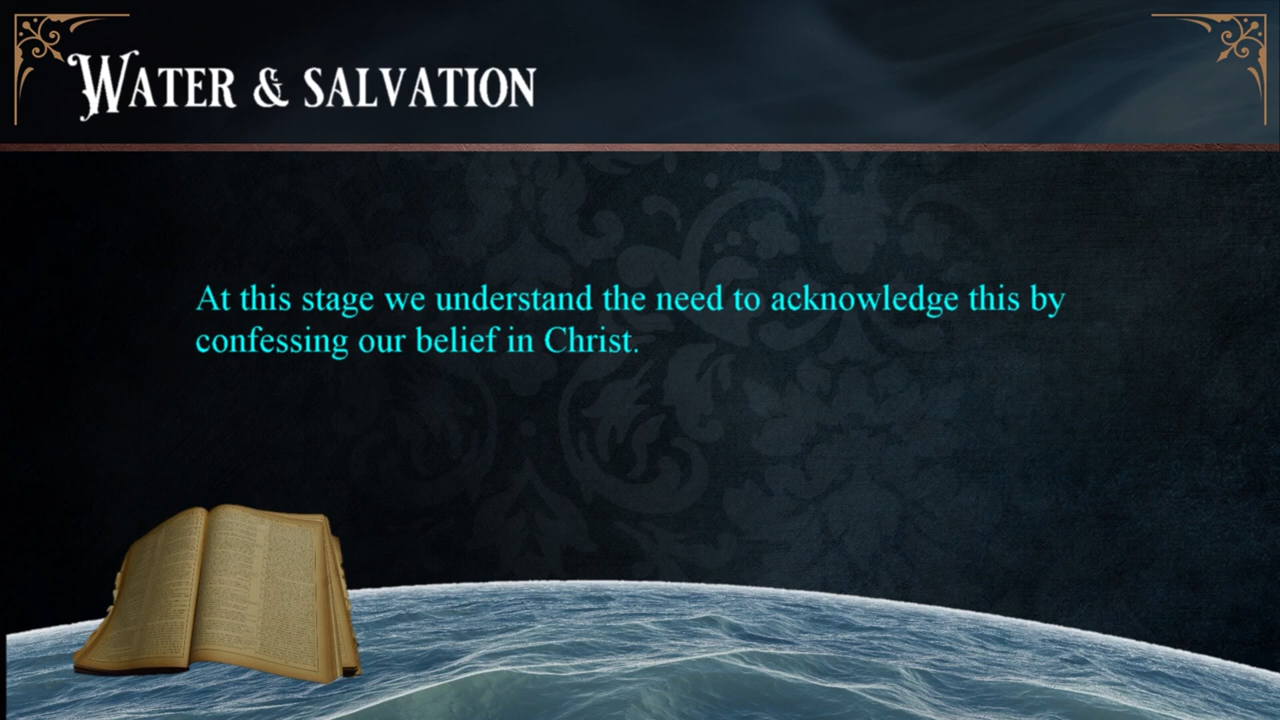 Water & Salvation
At this stage we understand the need to acknowledge this by
confessing our belief in Christ.